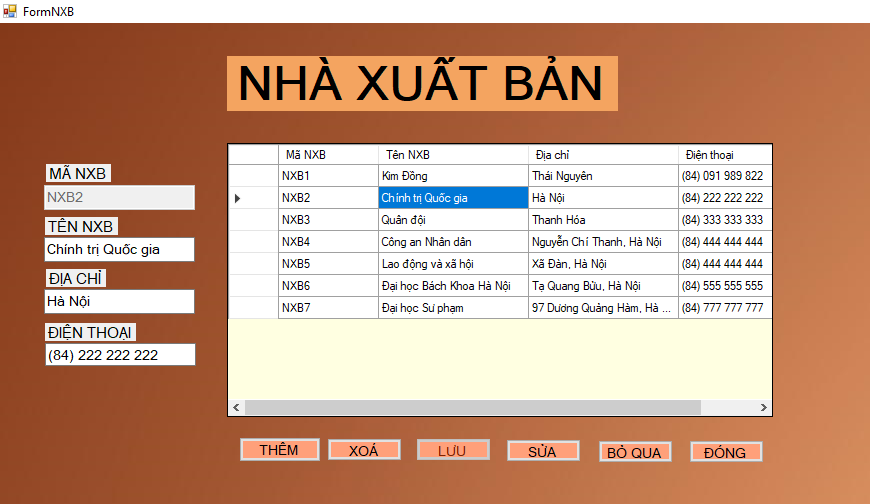 FormNXB
NHÀ XUẤT BẢN
MÃ NXB
NXB2
TÊN NXB
Chính trị Quốc gia
ĐỊA CHỈ
Hà Nội
ĐIỆN THOẠI
(84) 222 222 222
Mã NXB Tên NXB Địa chỉ Điện thoại
NXB1 Kim Đồng Thái Nguyên (84) 091 989 822
NXB2 Chính trị Quốc gia Hà Nội (84) 222 222 222
NXB3 Quân đội Thanh Hóa (84) 333 333 333
NXB4 Công an Nhân dân Nguyễn Chí Thanh, Hà Nội (84) 444 444 444
NXB5 Lao động và xã hội Xã Đàn, Hà Nội (84) 444 444 444
NXB6 Đại học Bách Khoa Hà Nội Tạ Quang Bửu, Hà Nội (84) 555 555 555
NXB7 Đại học Sư phạm 97 Dương Quảng Hàm, Hà ... (84) 777 777 777
THÊM XOÁ LƯU SỬA BỎ QUA ĐÓNG